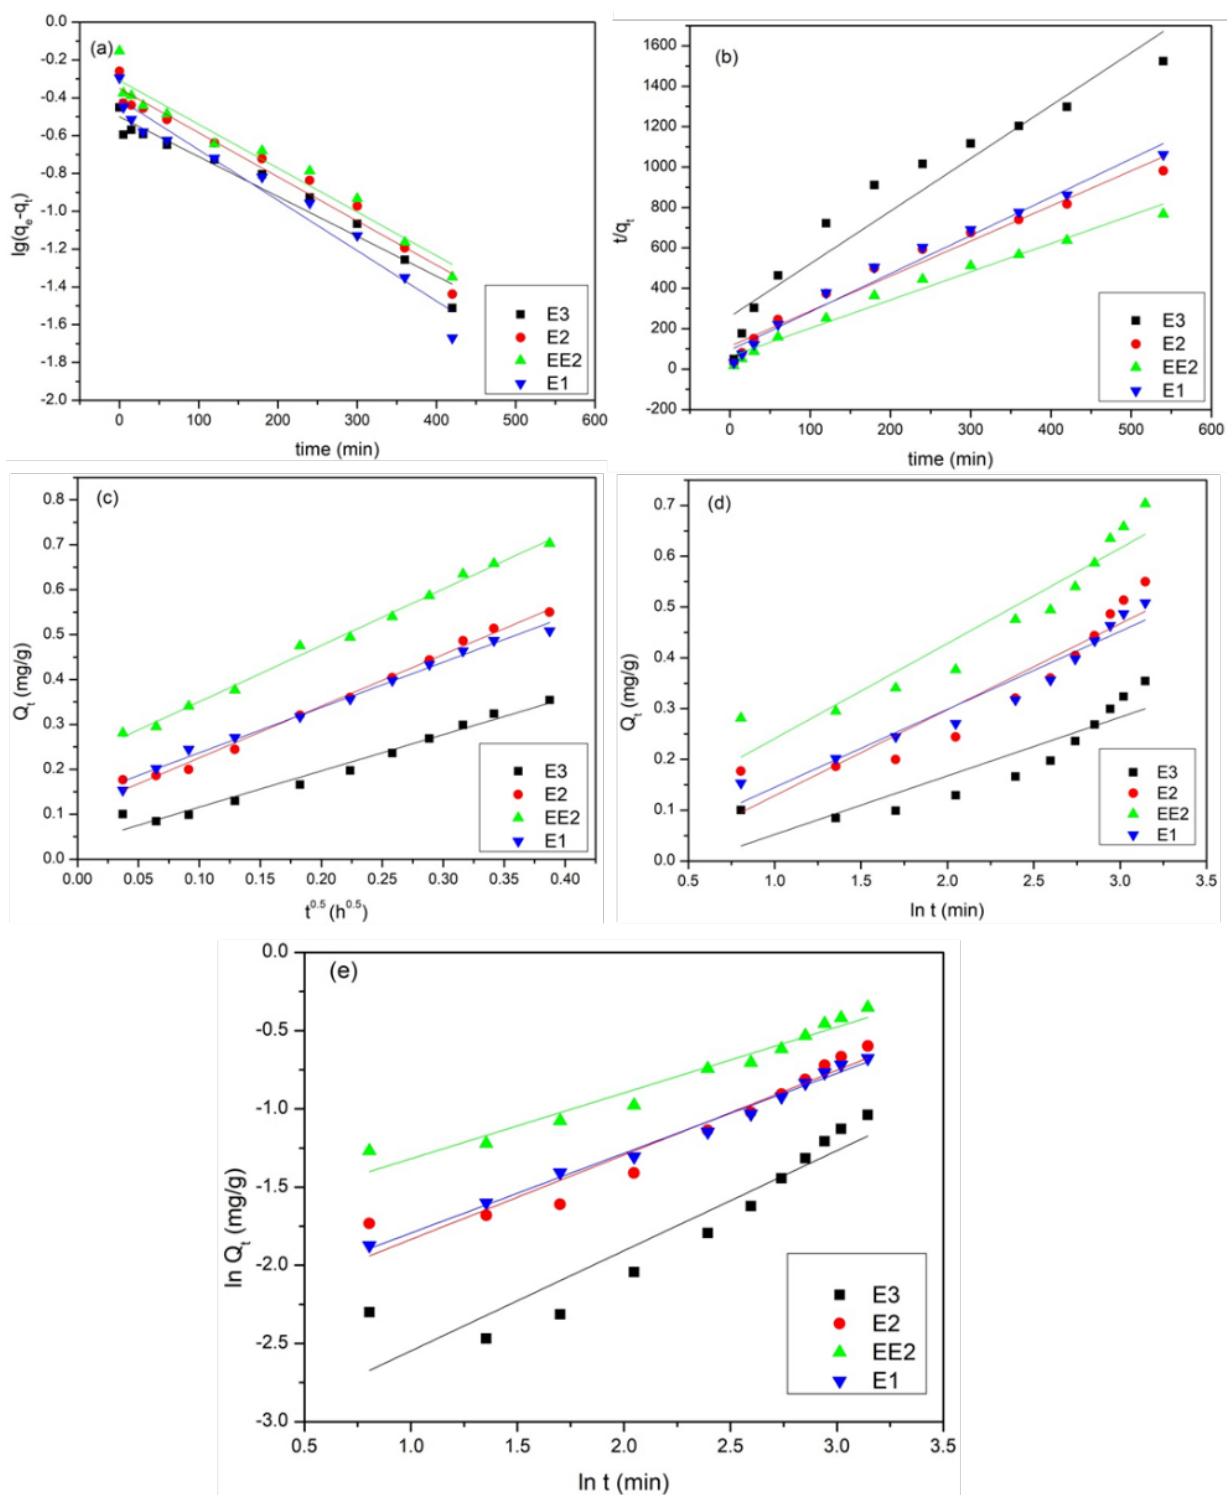 (a)
lg(qe-qt)
0.0
-0.2
-0.4
-0.6
-0.8
-1.0
-1.2
-1.4
-1.6
-1.8
-2.0
0 100 200 300 400 500 600
time (min)
E3
E2
EE2
E1
(b)
t/qt
1600
1400
1200
1000
800
600
400
200
0
-200
0 100 200 300 400 500 600
time (min)
E3
E2
EE2
E1
(c)
Qt (mg/g)
0.8
0.7
0.6
0.5
0.4
0.3
0.2
0.1
0.0
0.00 0.05 0.10 0.15 0.20 0.25 0.30 0.35 0.40
t^0.5 (h^0.5)
E3
E2
EE2
E1
(d)
Qt (mg/g)
0.7
0.6
0.5
0.4
0.3
0.2
0.1
0.0
0.5 1.0 1.5 2.0 2.5 3.0 3.5
ln t (min)
E3
E2
EE2
E1
(e)
ln Qt (mg/g)
0.0
-0.5
-1.0
-1.5
-2.0
-2.5
-3.0
0.5 1.0 1.5 2.0 2.5 3.0 3.5
ln t (min)
E3
E2
EE2
E1